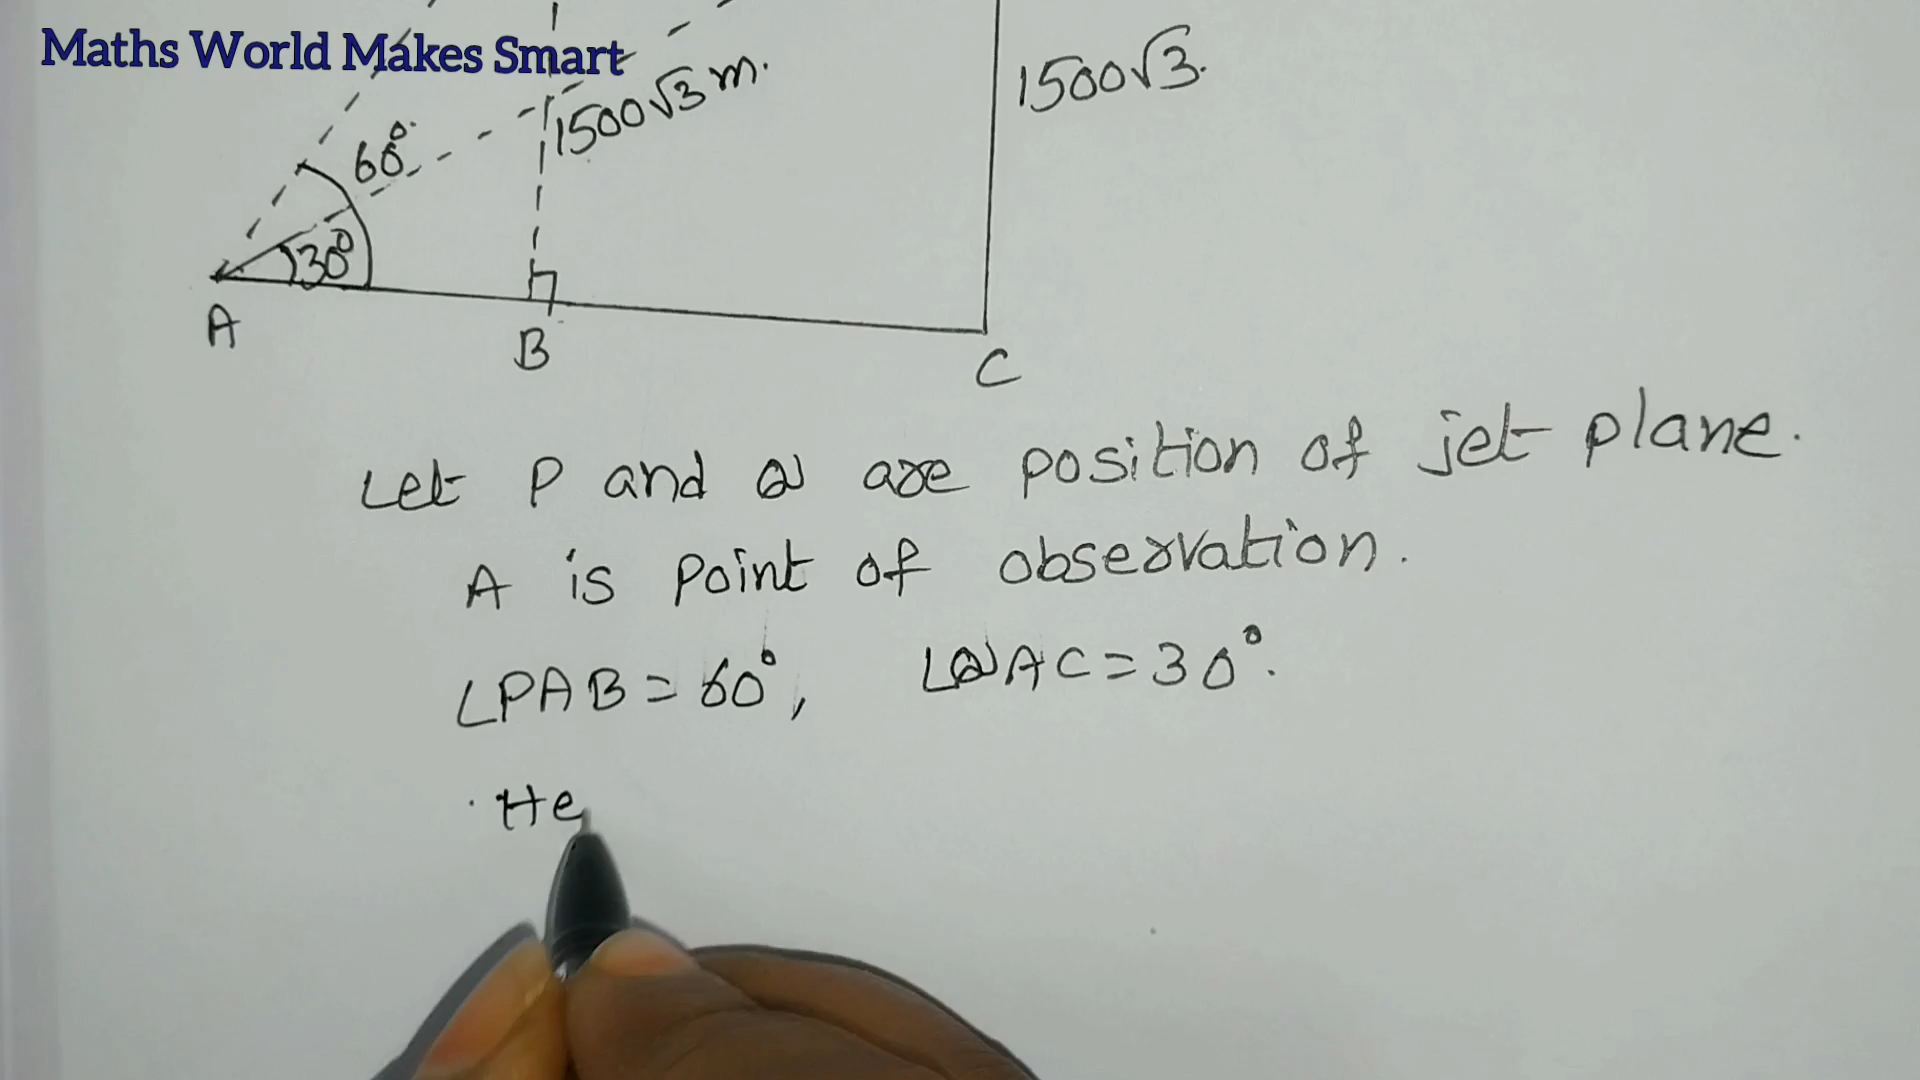 Maths World Makes Smart
1500√3 m.
1500√3.
60°
30°
A
B
C
Let P and Q are position of jet plane.
A is point of observation.
∠PAB = 60°, ∠QAC = 30°.
He